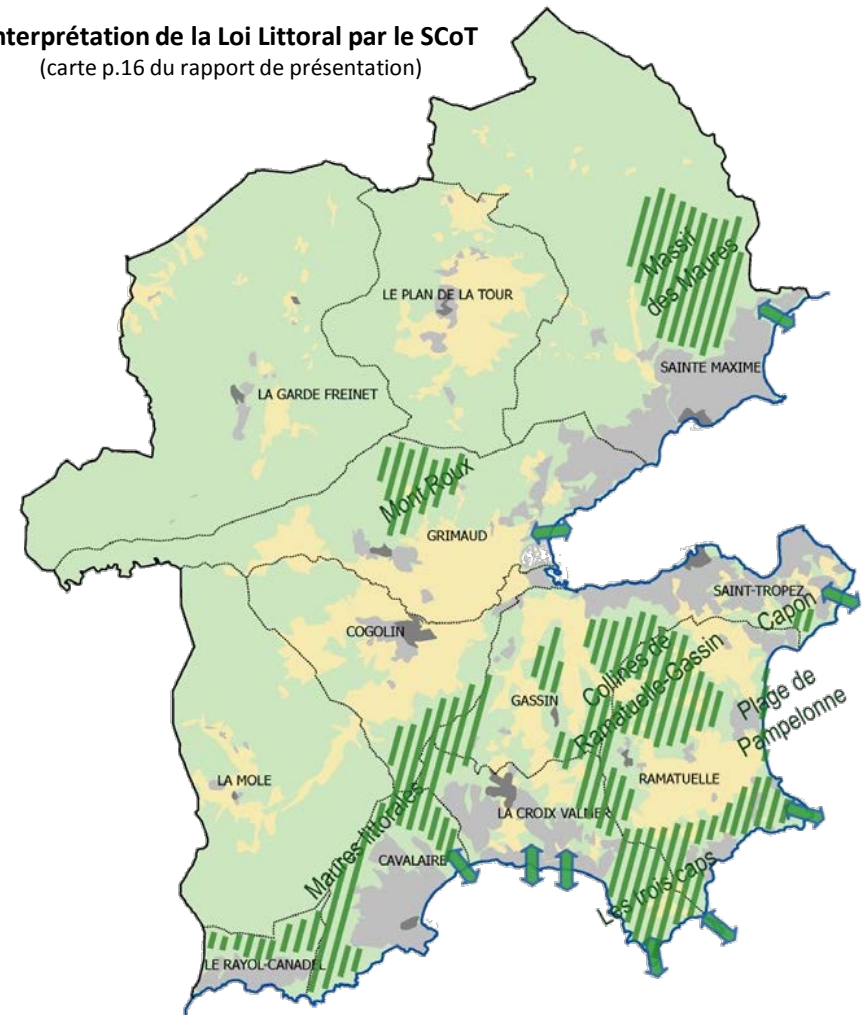 nterprétation de la Loi Littoral par le SCoT
(carte p.16 du rapport de présentation)
Massif
des Maures
LE PLAN DE LA TOUR
SAINTE MAXIME
LA GARDE FREINET
Mont Roux
GRIMAUD
SAINT-TROPEZ
Capon
COGOLIN
Collines de
Ramatuelle-Gassin
GASSIN
Plage de
Pampelonne
LA MOLE
RAMATUELLE
LA CROIX VALMER
Maures littorales
CAVALAIRE
Les trois caps
LE RAYOL-CANADEL